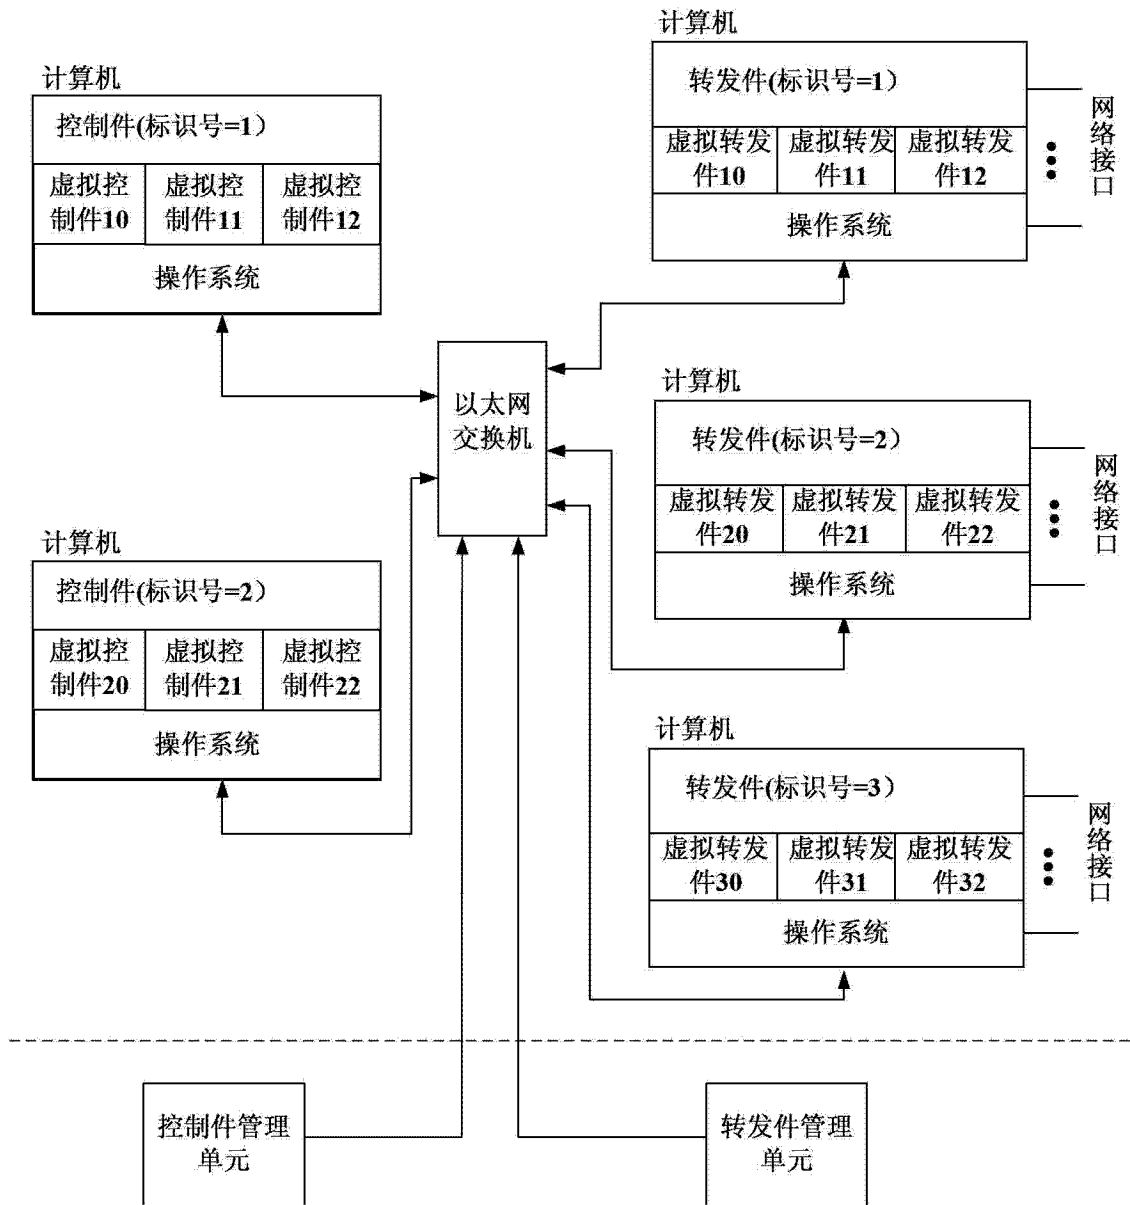 计算机
控制件(标识号=1）
虚拟控
制件10
虚拟控
制件11
虚拟控
制件12
操作系统
计算机
控制件(标识号=2）
虚拟控
制件20
虚拟控
制件21
虚拟控
制件22
操作系统
以太网
交换机
计算机
转发件(标识号=1）
虚拟转发
件10
虚拟转发
件11
虚拟转发
件12
操作系统
网络接口
计算机
转发件(标识号=2）
虚拟转发
件20
虚拟转发
件21
虚拟转发
件22
操作系统
网络接口
计算机
转发件(标识号=3）
虚拟转发
件30
虚拟转发
件31
虚拟转发
件32
操作系统
网络接口
控制件管理
单元
转发件管理
单元